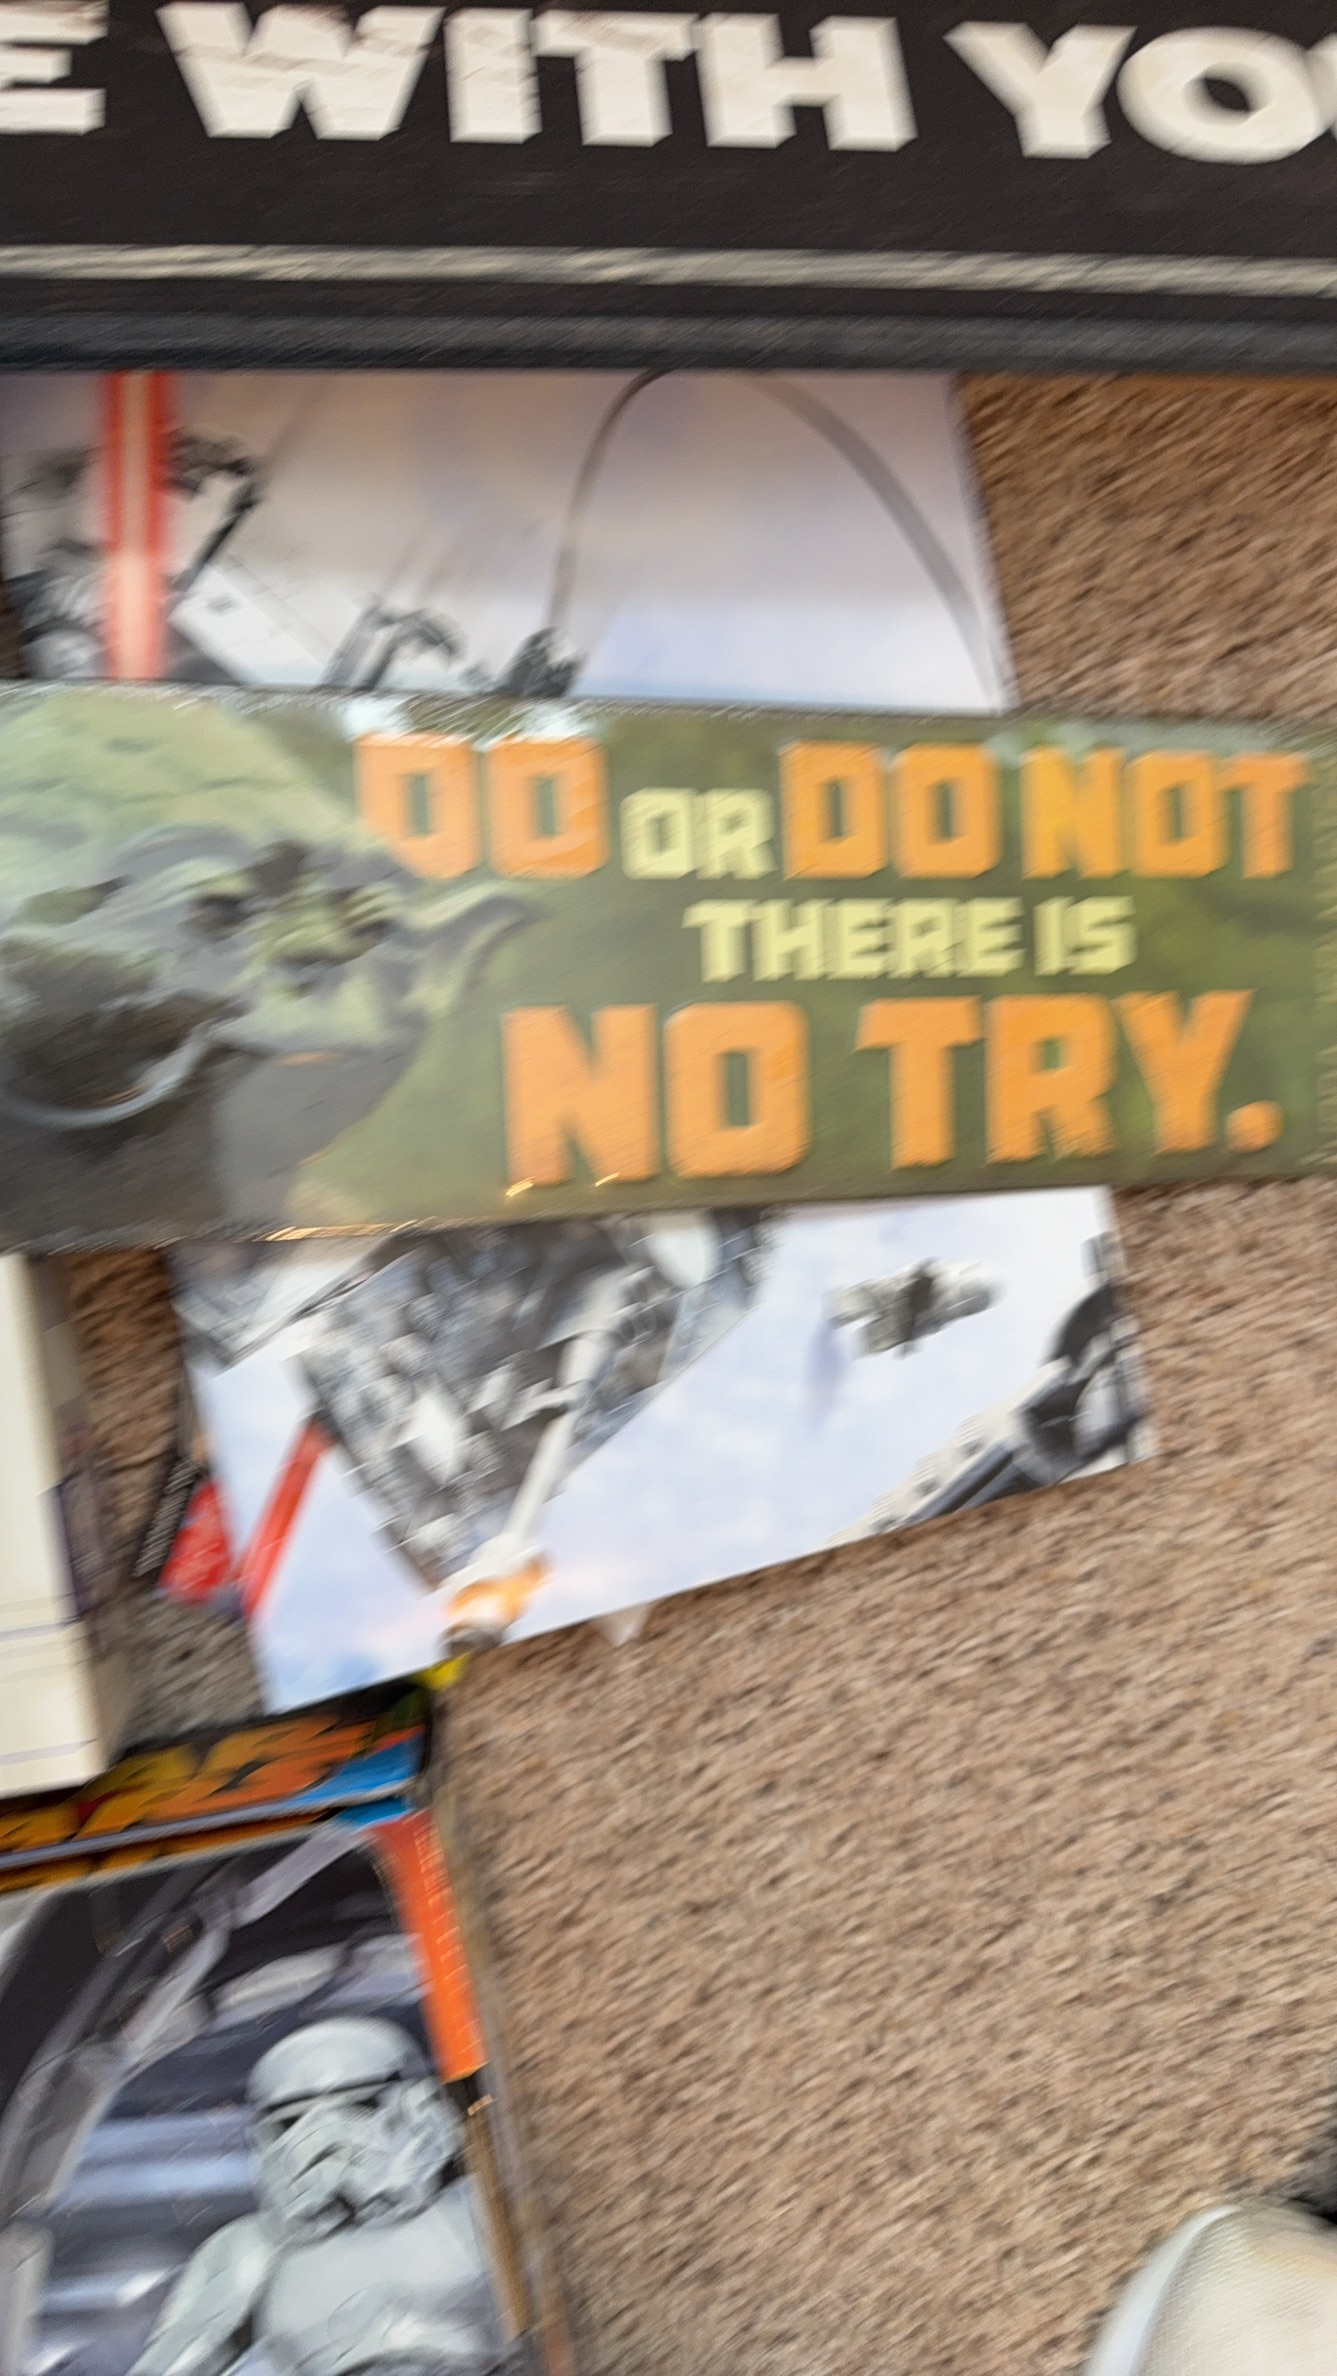 E WITH YO
DO OR DO NOT
THERE IS
NO TRY.